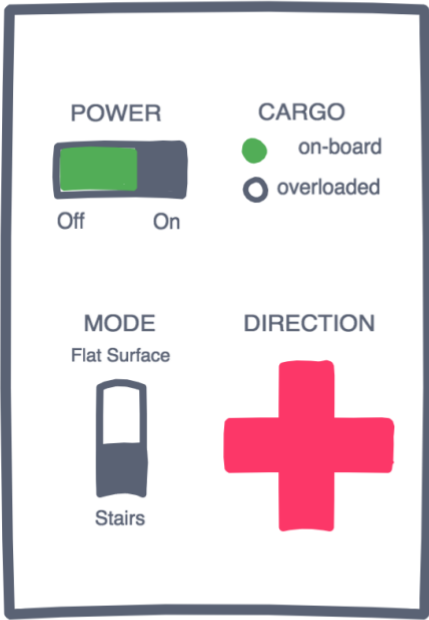 POWER
Off On
CARGO
on-board
overloaded
MODE
Flat Surface
Stairs
DIRECTION